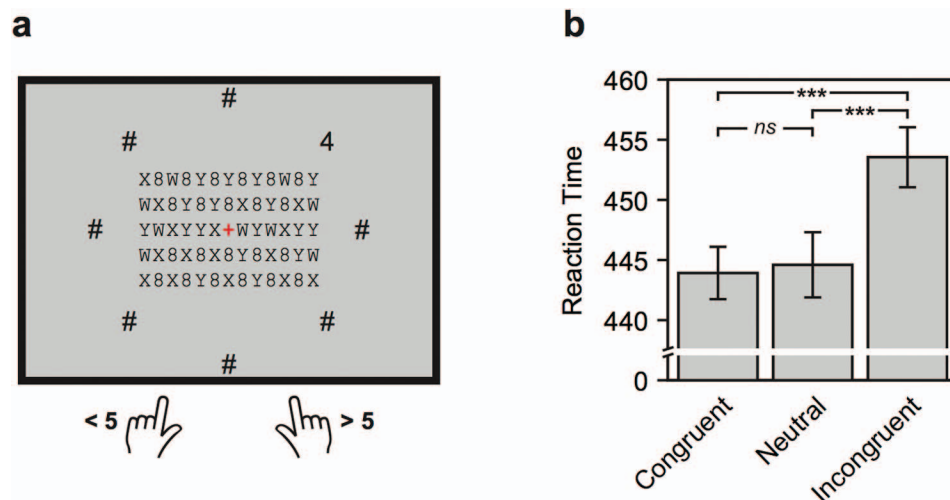 a
#
# 4
X8W8Y8Y8Y8W8Y
WX8Y8Y8X8Y8XW
# YWXYYX+WYWXYY #
WX8X8X8Y8X8YW
X8X8Y8X8Y8X8X
# #
#
< 5 > 5
b
460
455
450
445
440
0
Reaction Time
***
***
ns
Congruent
Neutral
Incongruent